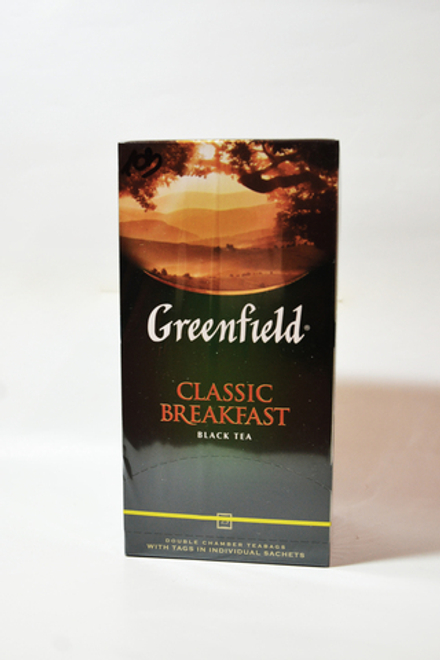 Greenfield®
CLASSIC
BREAKFAST
BLACK TEA
DOUBLE CHAMBER TEABAGS
WITH TAGS IN INDIVIDUAL SACHETS